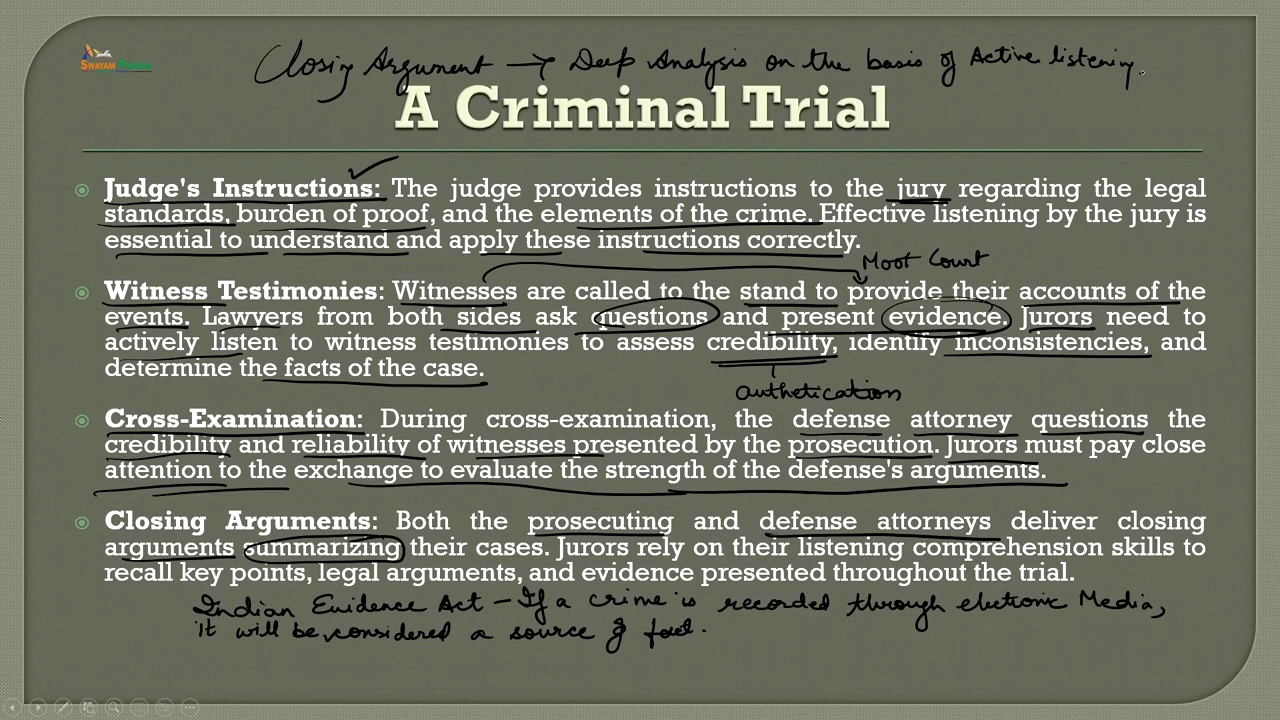 Closing Argument → Deep Analysis on the basis of Active listening.
SWAYAM
A Criminal Trial
Judge's Instructions: The judge provides instructions to the jury regarding the legal
standards, burden of proof, and the elements of the crime. Effective listening by the jury is
essential to understand and apply these instructions correctly.
Moot Court
Witness Testimonies: Witnesses are called to the stand to provide their accounts of the
events. Lawyers from both sides ask questions and present evidence. Jurors need to
actively listen to witness testimonies to assess credibility, identify inconsistencies, and
determine the facts of the case.
authetication
Cross-Examination: During cross-examination, the defense attorney questions the
credibility and reliability of witnesses presented by the prosecution. Jurors must pay close
attention to the exchange to evaluate the strength of the defense's arguments.
Closing Arguments: Both the prosecuting and defense attorneys deliver closing
arguments summarizing their cases. Jurors rely on their listening comprehension skills to
recall key points, legal arguments, and evidence presented throughout the trial.
Indian Evidence Act – If a crime is recorded through electronic Media,
It will be considered a source of fact.